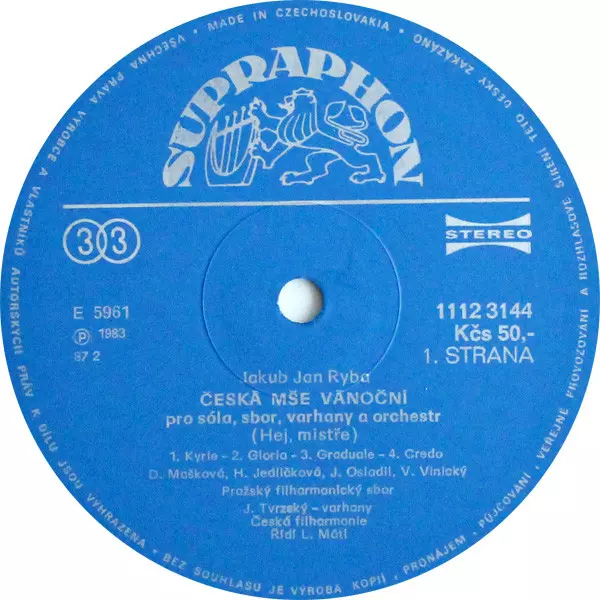 MADE IN CZECHOSLOVAKIA • VŠECHNA PRÁVA VÝROBCE A VLASTNÍKŮ AUTORSKÝCH PRÁV K DÍLU JSOU VYHRAZENA • BEZ SOUHLASU JE VÝROBA KOPIÍ, PRONÁJEM, PŮJČOVÁNÍ, VEŘEJNÉ PROVOZOVÁNÍ A ROZHLASOVÉ ŠÍŘENÍ TÉTO DESKY ZAKÁZÁNO
SUPRAPHON
33
STEREO
E 5961
Ⓟ 1983
87 2
1112 3144
Kčs 50,-
1. STRANA
Jakub Jan Ryba
ČESKÁ MŠE VÁNOČNÍ
pro sóla, sbor, varhany a orchestr
(Hej, mistře)
1. Kyrie - 2. Gloria - 3. Graduale - 4. Credo
D. Mašková, H. Jedličková, J. Osladil, V. Vlnický
Pražský filharmonický sbor
J. Tvrzský - varhany
Česká filharmonie
Řídí L. Mátl